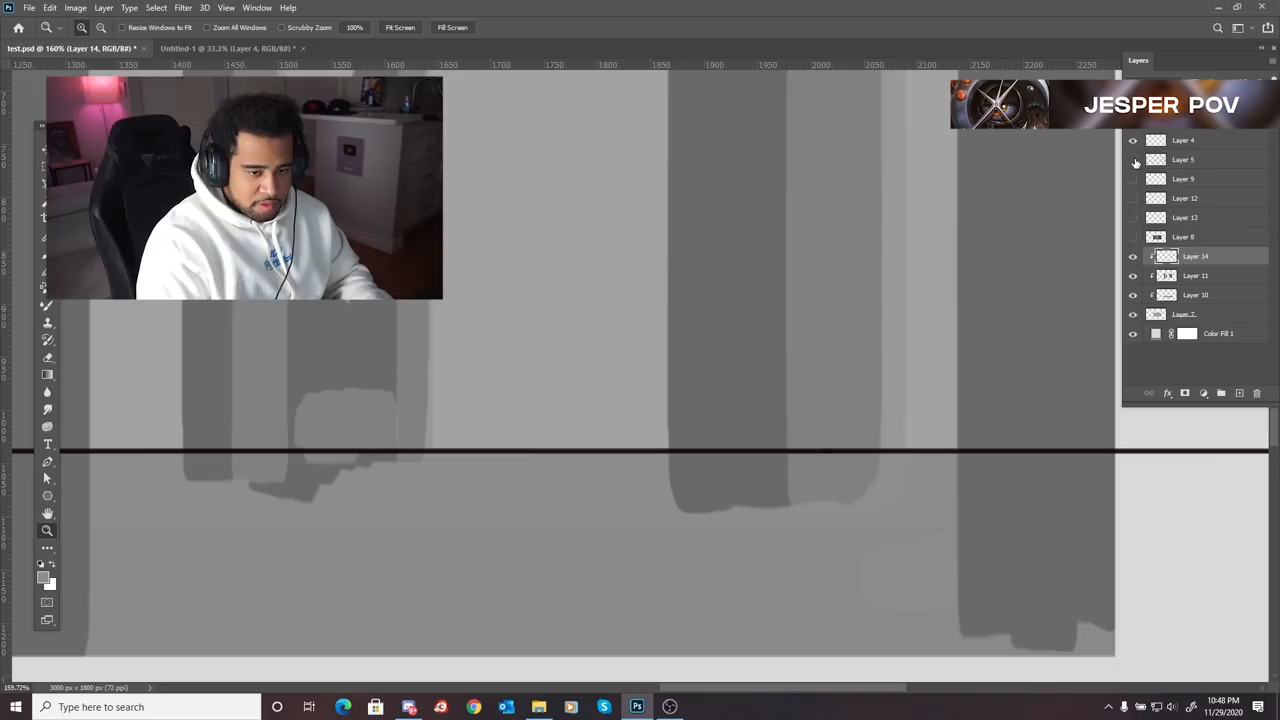 File Edit Image Layer Type Select Filter 3D View Window Help
Resize Windows to Fit Zoom All Windows Scrubby Zoom 100% Fit Screen Fill Screen
test.psd @ 160% (Layer 14, RGB/8#) * × Untitled-1 @ 33.3% (Layer 4, RGB/8#) * ×
Layers
1250 1300 1350 1400 1450 1500 1550 1600 1650 1700 1750 1800 1850 1900 1950 2000 2050 2100 2150 2200 2250
JESPER POV
Layer 4
Layer 5
Layer 9
Layer 12
Layer 13
Layer 8
Layer 14
Layer 11
Layer 10
Layer 7
Color Fill 1
159.72% 3000 px x 1800 px (72 ppi)
Type here to search
10:48 PM
11/29/2020